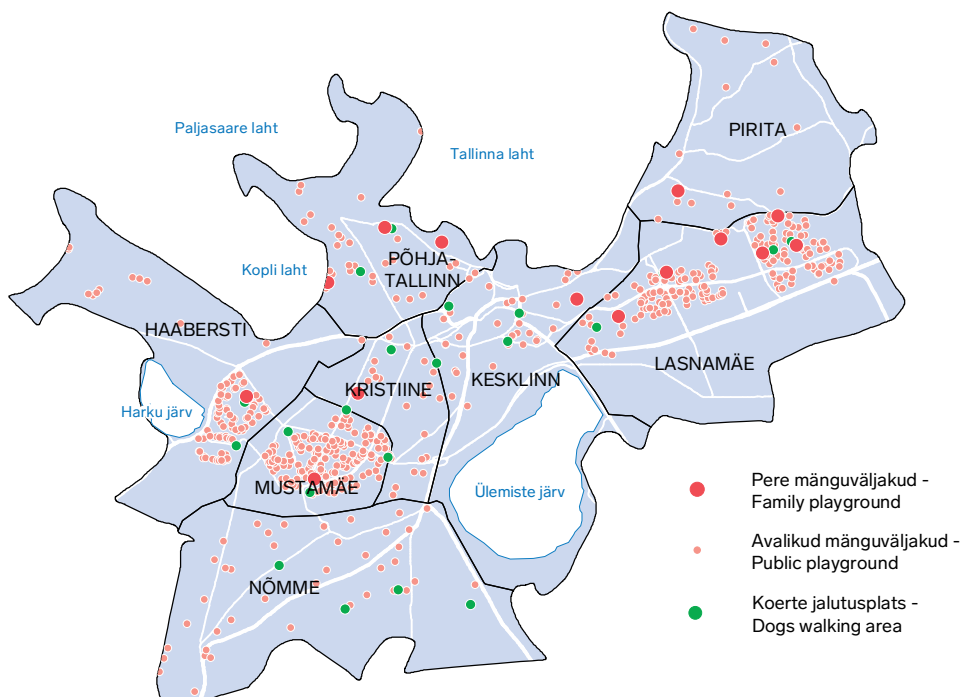 Paljasaare laht
Tallinna laht
PIRITA
Kopli laht
PÕHJA-
TALLINN
HAABERSTI
LASNAMÄE
KESKLINN
KRISTIINE
Harku järv
MUSTAMÄE
Ülemiste järv
NÕMME
Pere mänguväljakud -
Family playground
Avalikud mänguväljakud -
Public playground
Koerte jalutusplats -
Dogs walking area